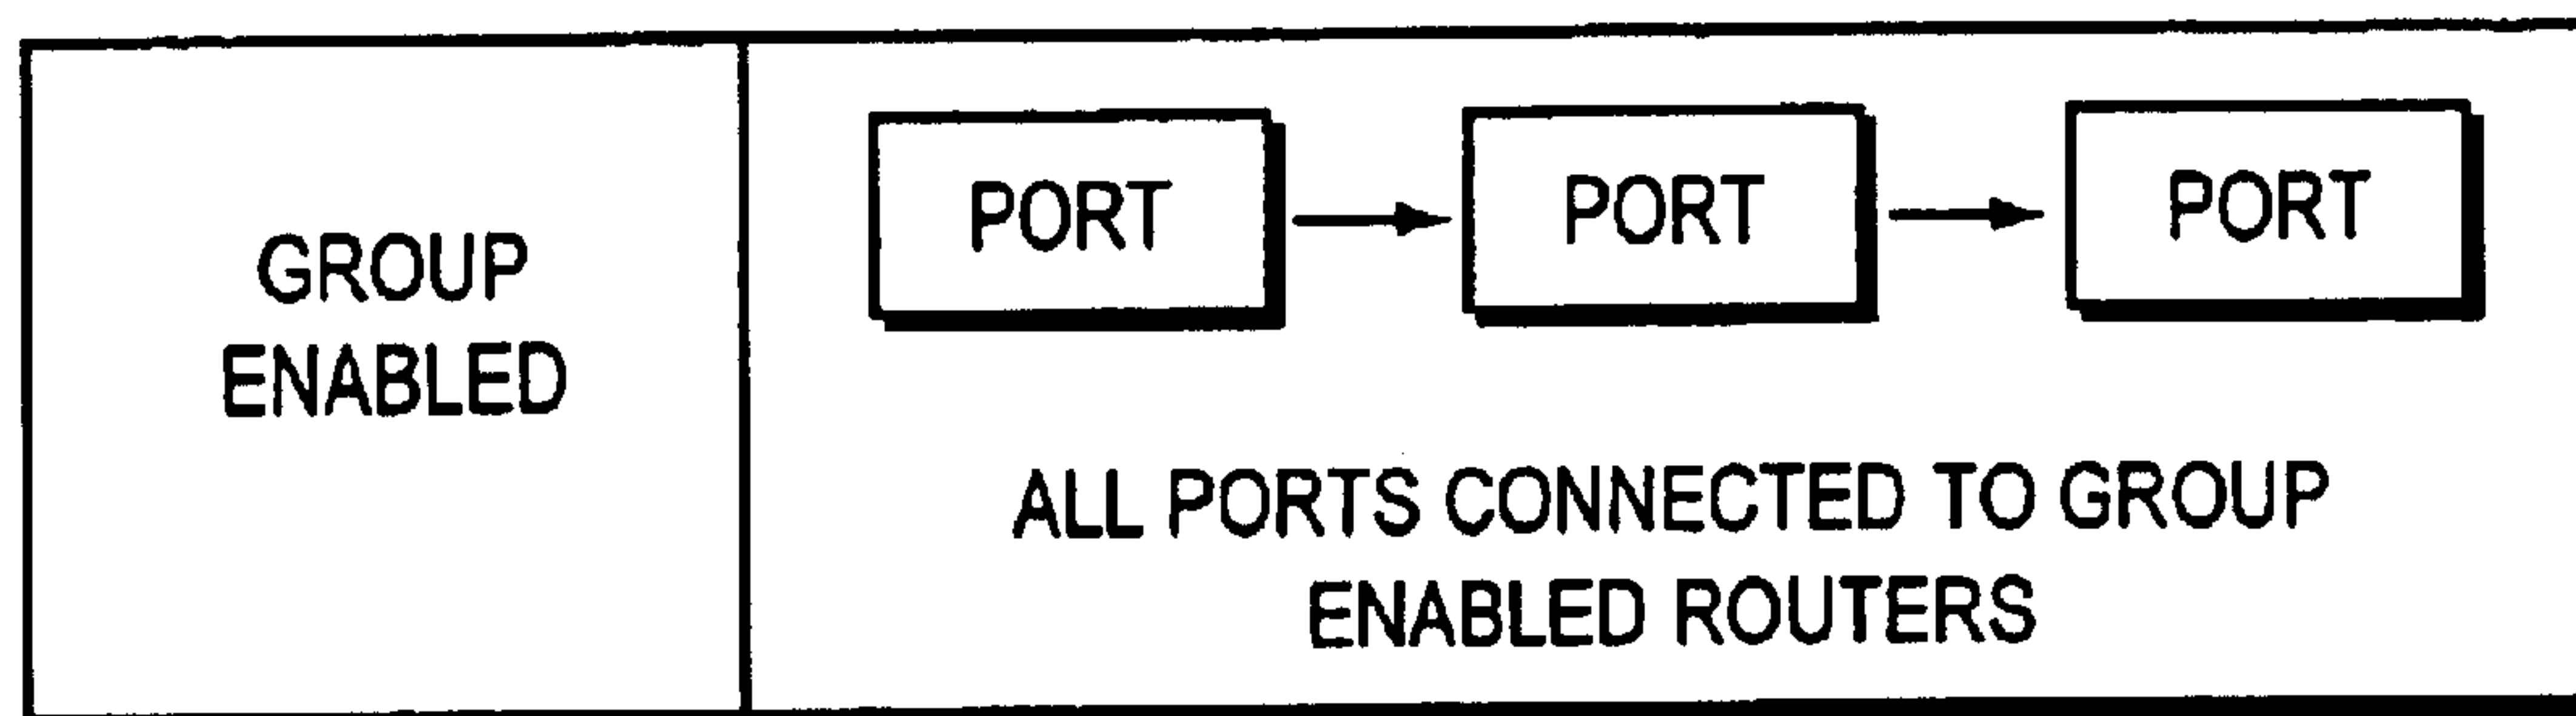 GROUP
ENABLED
PORT
PORT
PORT
ALL PORTS CONNECTED TO GROUP
ENABLED ROUTERS